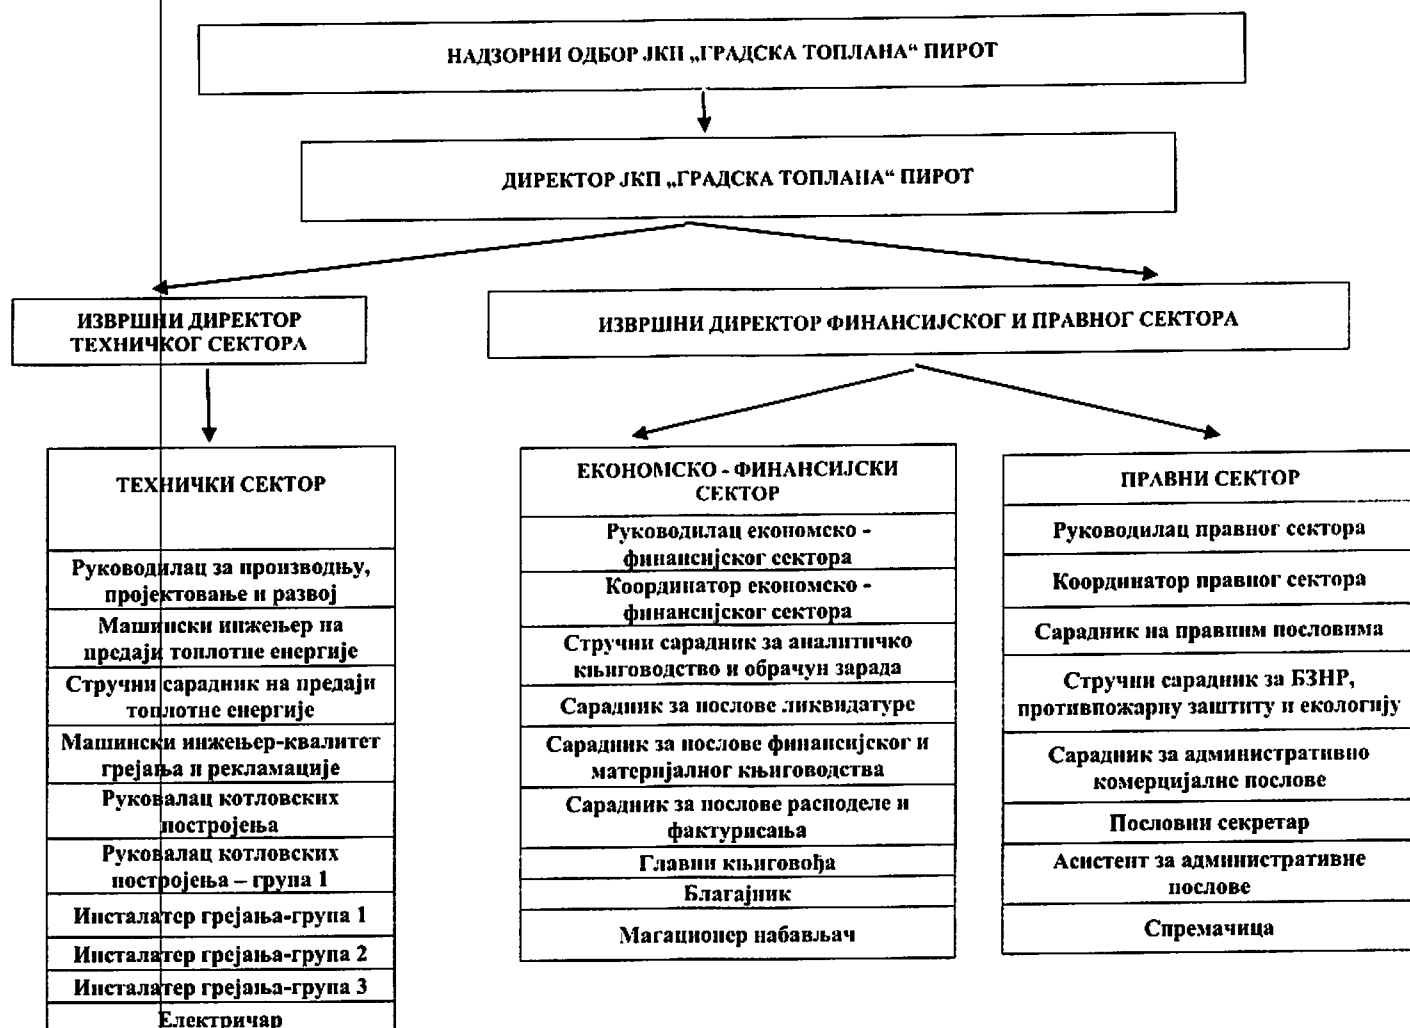 НАДЗОРНИ ОДБОР ЈКП „ГРАДСКА ТОПЛАНА“ ПИРОТ
ДИРЕКТОР ЈКП „ГРАДСКА ТОПЛАНА“ ПИРОТ
ИЗВРШНИ ДИРЕКТОР
ТЕХНИЧКОГ СЕКТОРА
ИЗВРШНИ ДИРЕКТОР ФИНАНСИЈСКОГ И ПРАВНОГ СЕКТОРА
ТЕХНИЧКИ СЕКТОР
Руководилац за производњу,
пројектовање и развој
Машински инжењер на
предаји топлотне енергије
Стручни сарадник на предаји
топлотне енергије
Машински инжењер-квалитет
грејања и рекламације
Руковалац котловских
постројења
Руковалац котловских
постројења – група 1
Инсталатер грејања-група 1
Инсталатер грејања-група 2
Инсталатер грејања-група 3
Електричар
ЕКОНОМСКО - ФИНАНСИЈСКИ
СЕКТОР
Руководилац економско -
финансијског сектора
Координатор економско -
финансијског сектора
Стручни сарадник за аналитичко
књиговодство и обрачун зарада
Сарадник за послове ликвидатуре
Сарадник за послове финансијског и
материјалног књиговодства
Сарадник за послове расподеле и
фактурисања
Главни књиговођа
Благајник
Магационер набављач
ПРАВНИ СЕКТОР
Руководилац правног сектора
Координатор правног сектора
Сарадник на правним пословима
Стручни сарадник за БЗНР,
противпожарну заштиту и екологију
Сарадник за административно
комерцијалне послове
Пословни секретар
Асистент за административне
послове
Спремачица